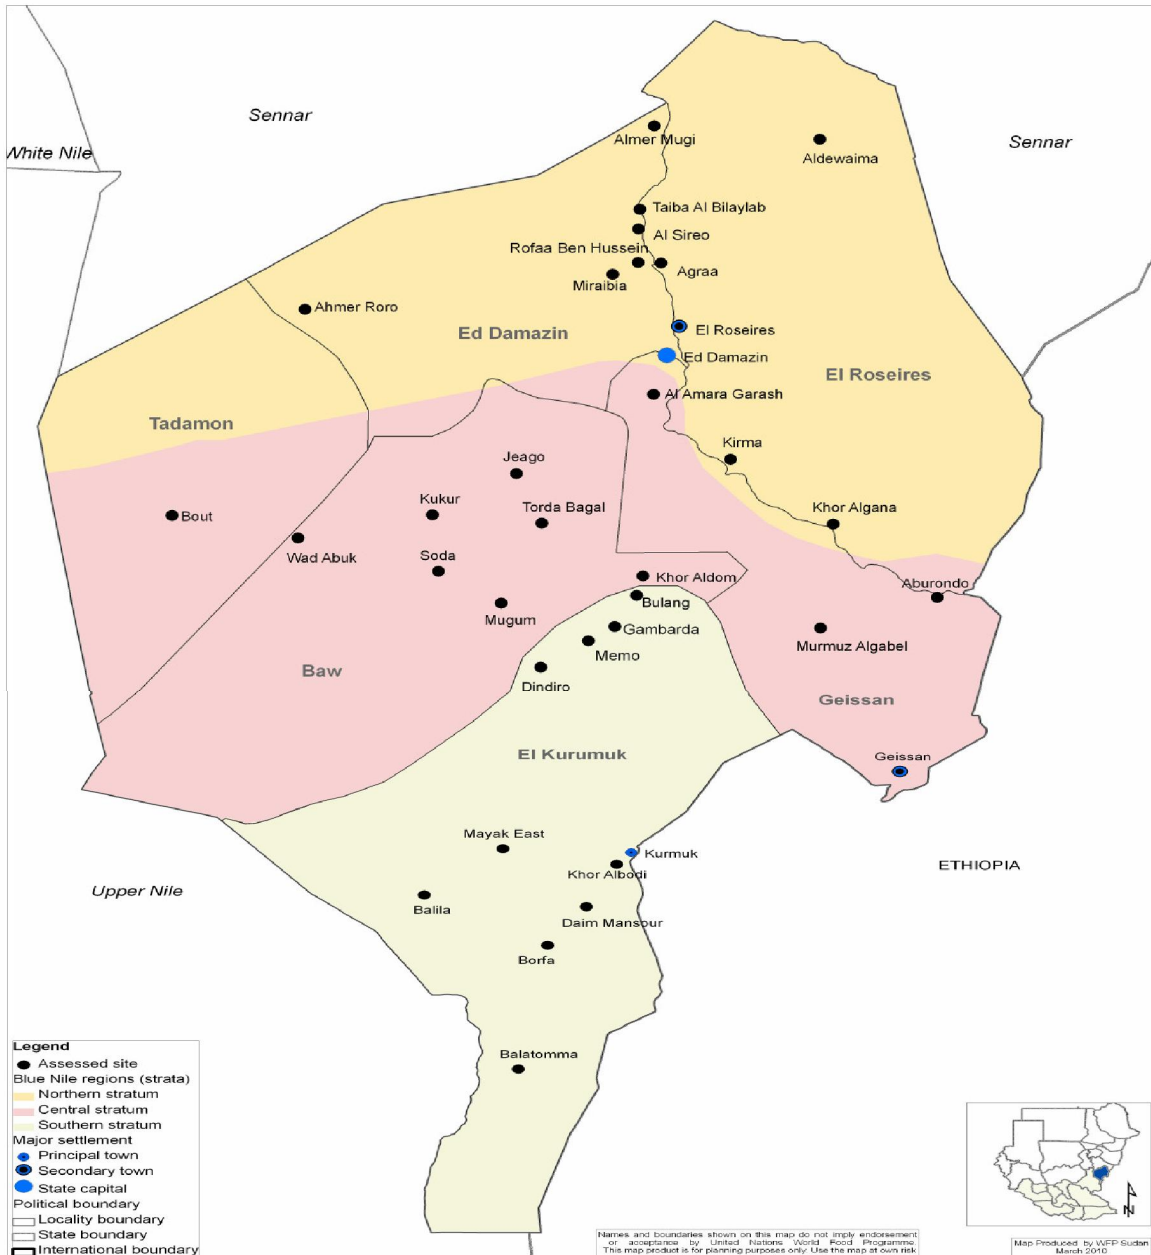 Sennar
White Nile
Sennar
Almer Mugi
Aldewaima
Taiba Al Bilaylab
Al Sireo
Rofaa Ben Hussein
Agraa
Miraibia
Ahmer Roro
Ed Damazin
El Roseires
Ed Damazin
El Roseires
Al Amara Garash
Tadamon
Kirma
Jeago
Kukur
Torda Bagal
Khor Algana
Bout
Wad Abuk
Soda
Khor Aldom
Aburondo
Bulang
Mugum
Gambarda
Murmuz Algabel
Memo
Baw
Dindiro
Geissan
El Kurumuk
Geissan
Mayak East
Kurmuk
Khor Albodi
ETHIOPIA
Upper Nile
Balila
Daim Mansour
Borfa
Balatomma
Legend
Assessed site
Blue Nile regions (strata)
Northern stratum
Central stratum
Southern stratum
Major settlement
Principal town
Secondary town
State capital
Political boundary
Locality boundary
State boundary
International boundary
N
Names and boundaries shown on this map do not imply endorsement
or acceptance by United Nations World Food Programme.
This map product is for planning purposes only. Use the map at own risk
Map Produced by WFP Sudan
March 2010